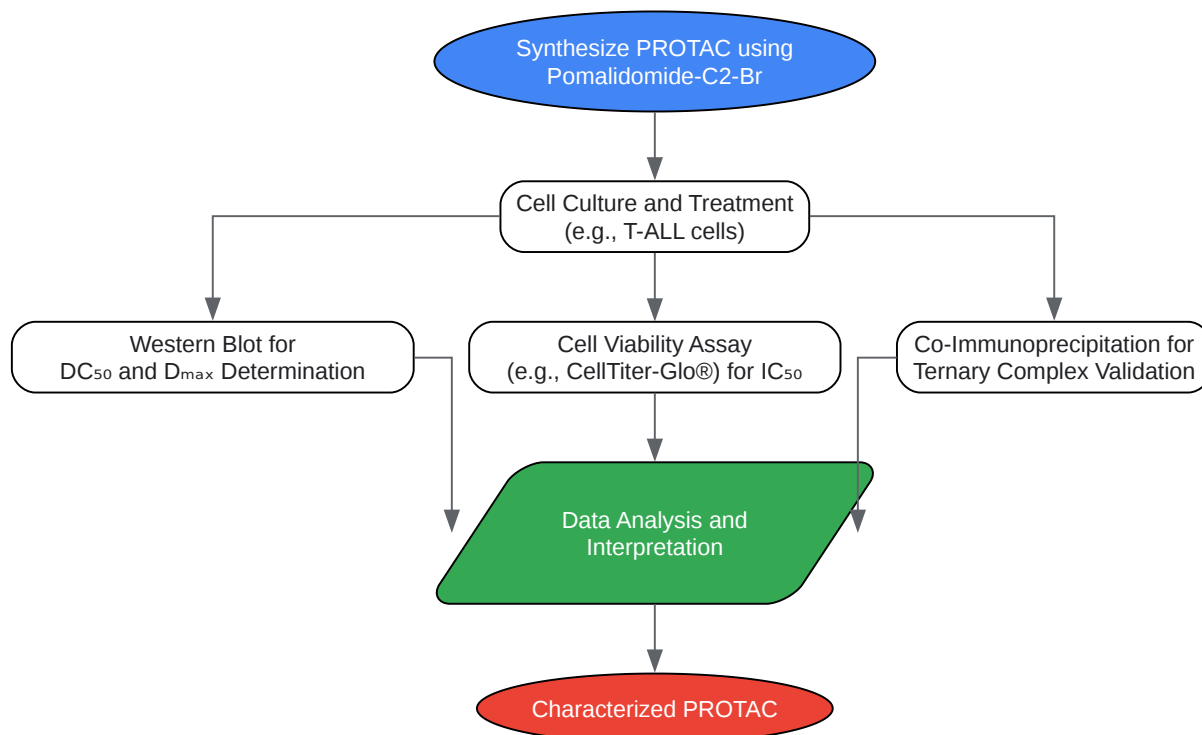 Synthesize PROTAC using
Pomalidomide-C2-Br
Cell Culture and Treatment
(e.g., T-ALL cells)
Western Blot for
DC₅₀ and Dₘₐₓ Determination
Cell Viability Assay
(e.g., CellTiter-Glo®) for IC₅₀
Co-Immunoprecipitation for
Ternary Complex Validation
Data Analysis and
Interpretation
Characterized PROTAC